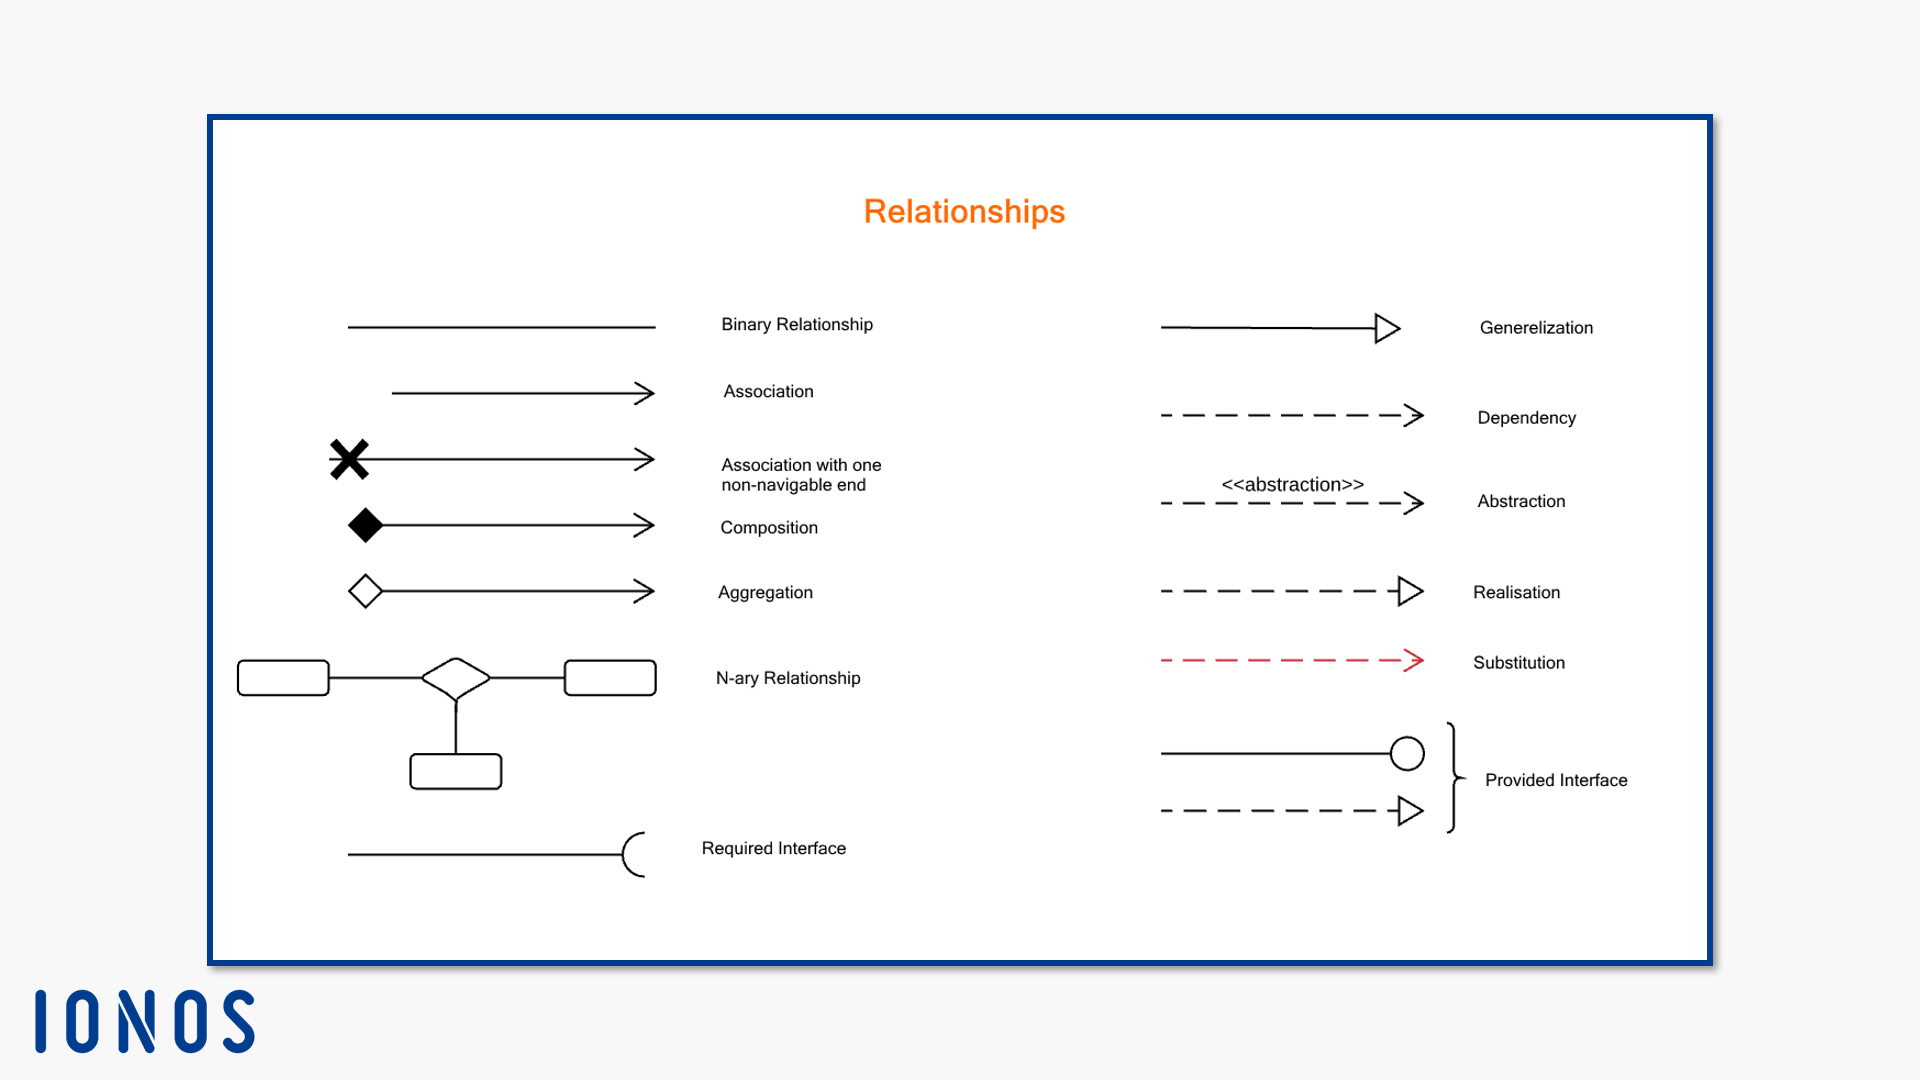 Relationships
Binary Relationship
Association
Association with one
non-navigable end
Composition
Aggregation
N-ary Relationship
Required Interface
Generelization
Dependency
<<abstraction>>
Abstraction
Realisation
Substitution
Provided Interface
IONOS